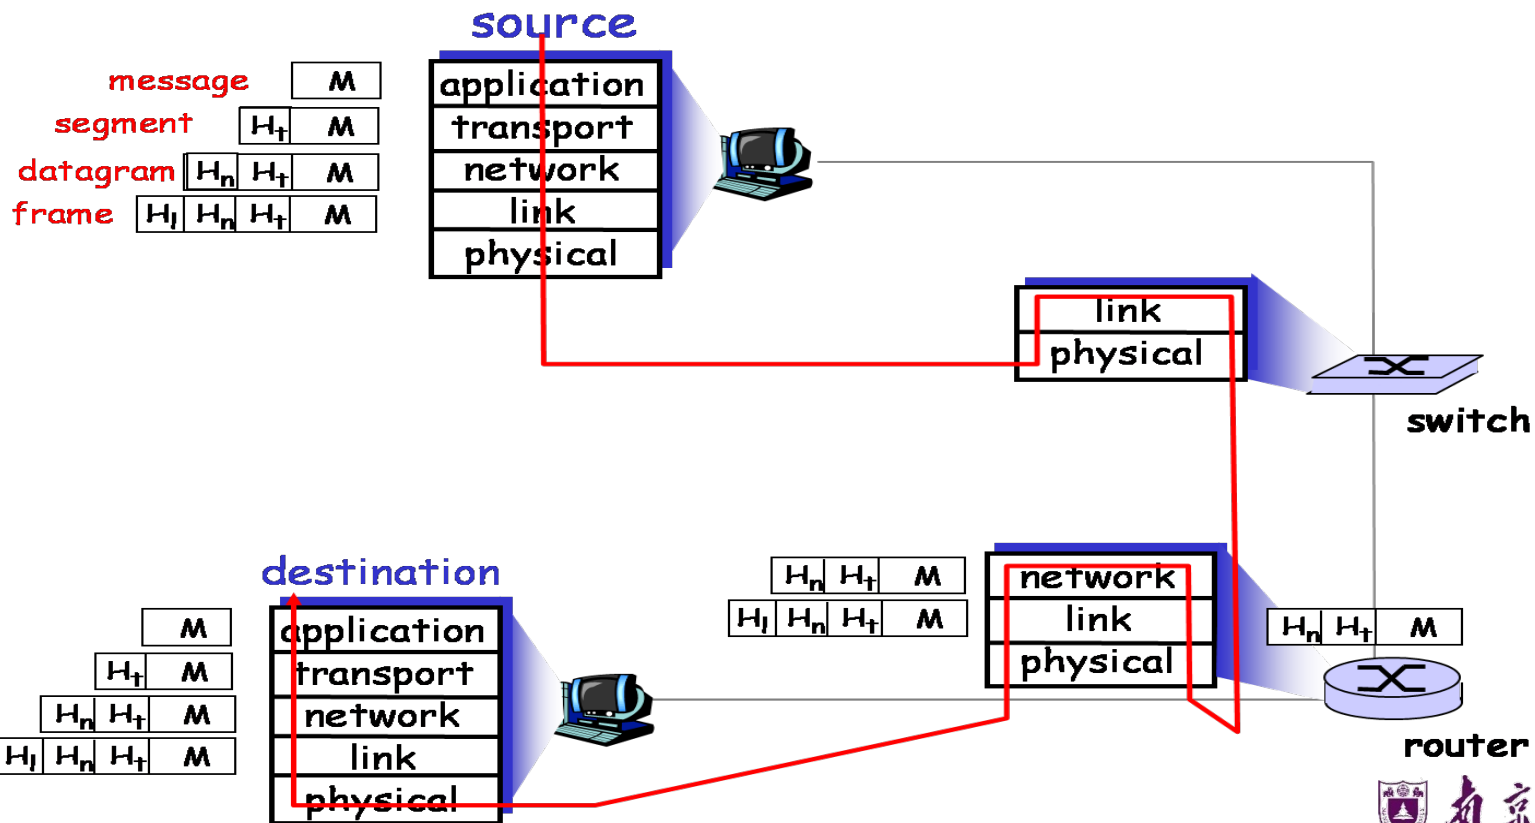 source
message M
segment Ht M
datagram Hn Ht M
frame Hl Hn Ht M
application
transport
network
link
physical
link
physical
switch
destination
M
Ht M
Hn Ht M
Hl Hn Ht M
application
transport
network
link
physical
Hn Ht M
Hl Hn Ht M
network
link
physical
Hn Ht M
router
南京